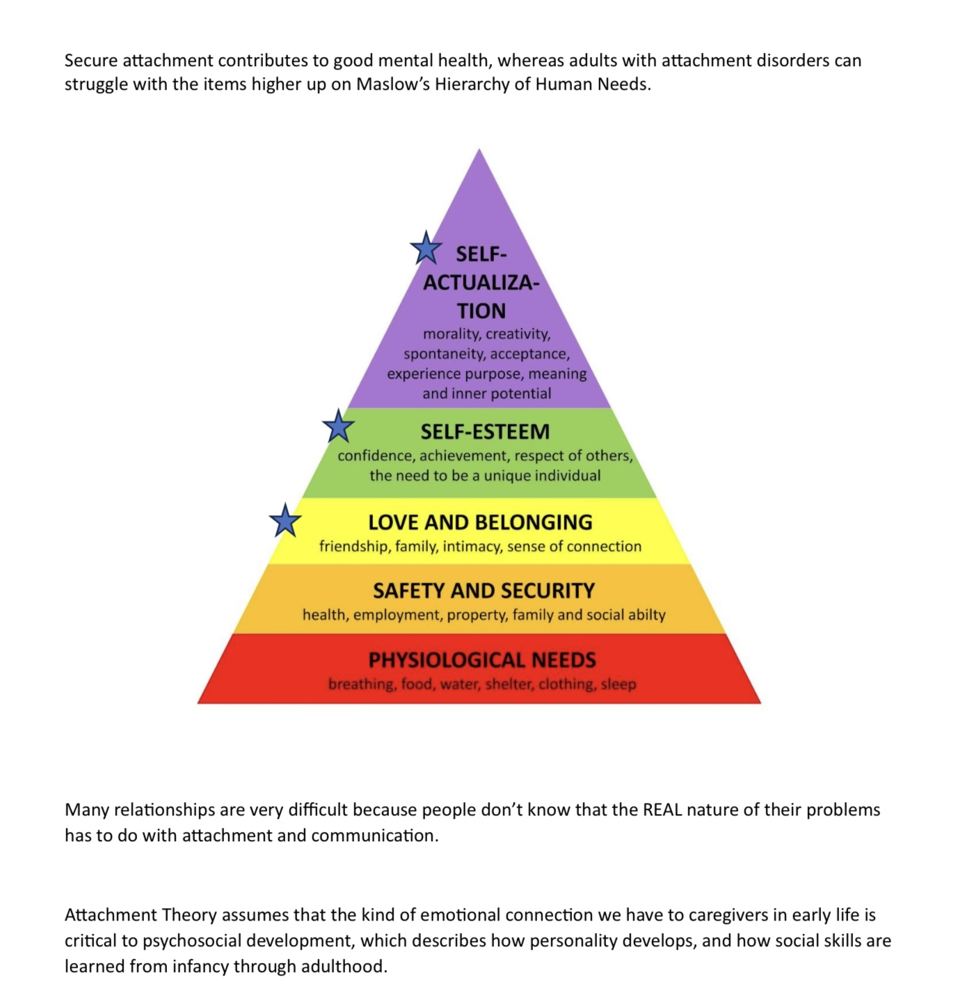 Secure attachment contributes to good mental health, whereas adults with attachment disorders can
struggle with the items higher up on Maslow’s Hierarchy of Human Needs.
SELF-
ACTUALIZA-
TION
morality, creativity,
spontaneity, acceptance,
experience purpose, meaning
and inner potential
SELF-ESTEEM
confidence, achievement, respect of others,
the need to be a unique individual
LOVE AND BELONGING
friendship, family, intimacy, sense of connection
SAFETY AND SECURITY
health, employment, property, family and social abilty
PHYSIOLOGICAL NEEDS
breathing, food, water, shelter, clothing, sleep
Many relationships are very difficult because people don’t know that the REAL nature of their problems
has to do with attachment and communication.
Attachment Theory assumes that the kind of emotional connection we have to caregivers in early life is
critical to psychosocial development, which describes how personality develops, and how social skills are
learned from infancy through adulthood.